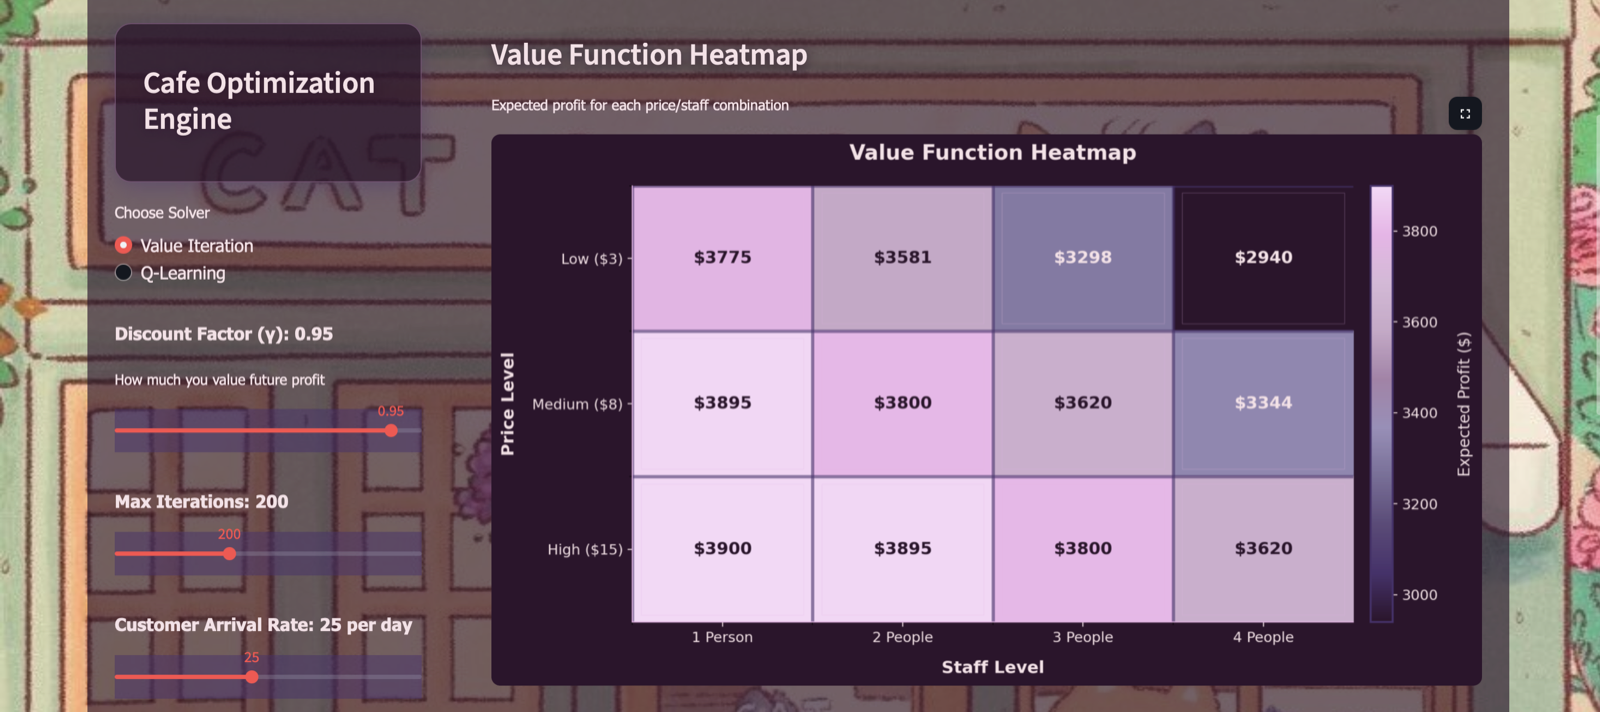 Cafe Optimization
Engine
CAT
Choose Solver
Value Iteration
Q-Learning
Discount Factor (γ): 0.95
How much you value future profit
0.95
Max Iterations: 200
200
Customer Arrival Rate: 25 per day
25
Value Function Heatmap
Expected profit for each price/staff combination
Value Function Heatmap
Price Level
Low ($3)
$3775
$3581
$3298
$2940
Medium ($8)
$3895
$3800
$3620
$3344
High ($15)
$3900
$3895
$3800
$3620
1 Person
2 People
3 People
4 People
Staff Level
3800
3600
3400
3200
3000
Expected Profit ($)